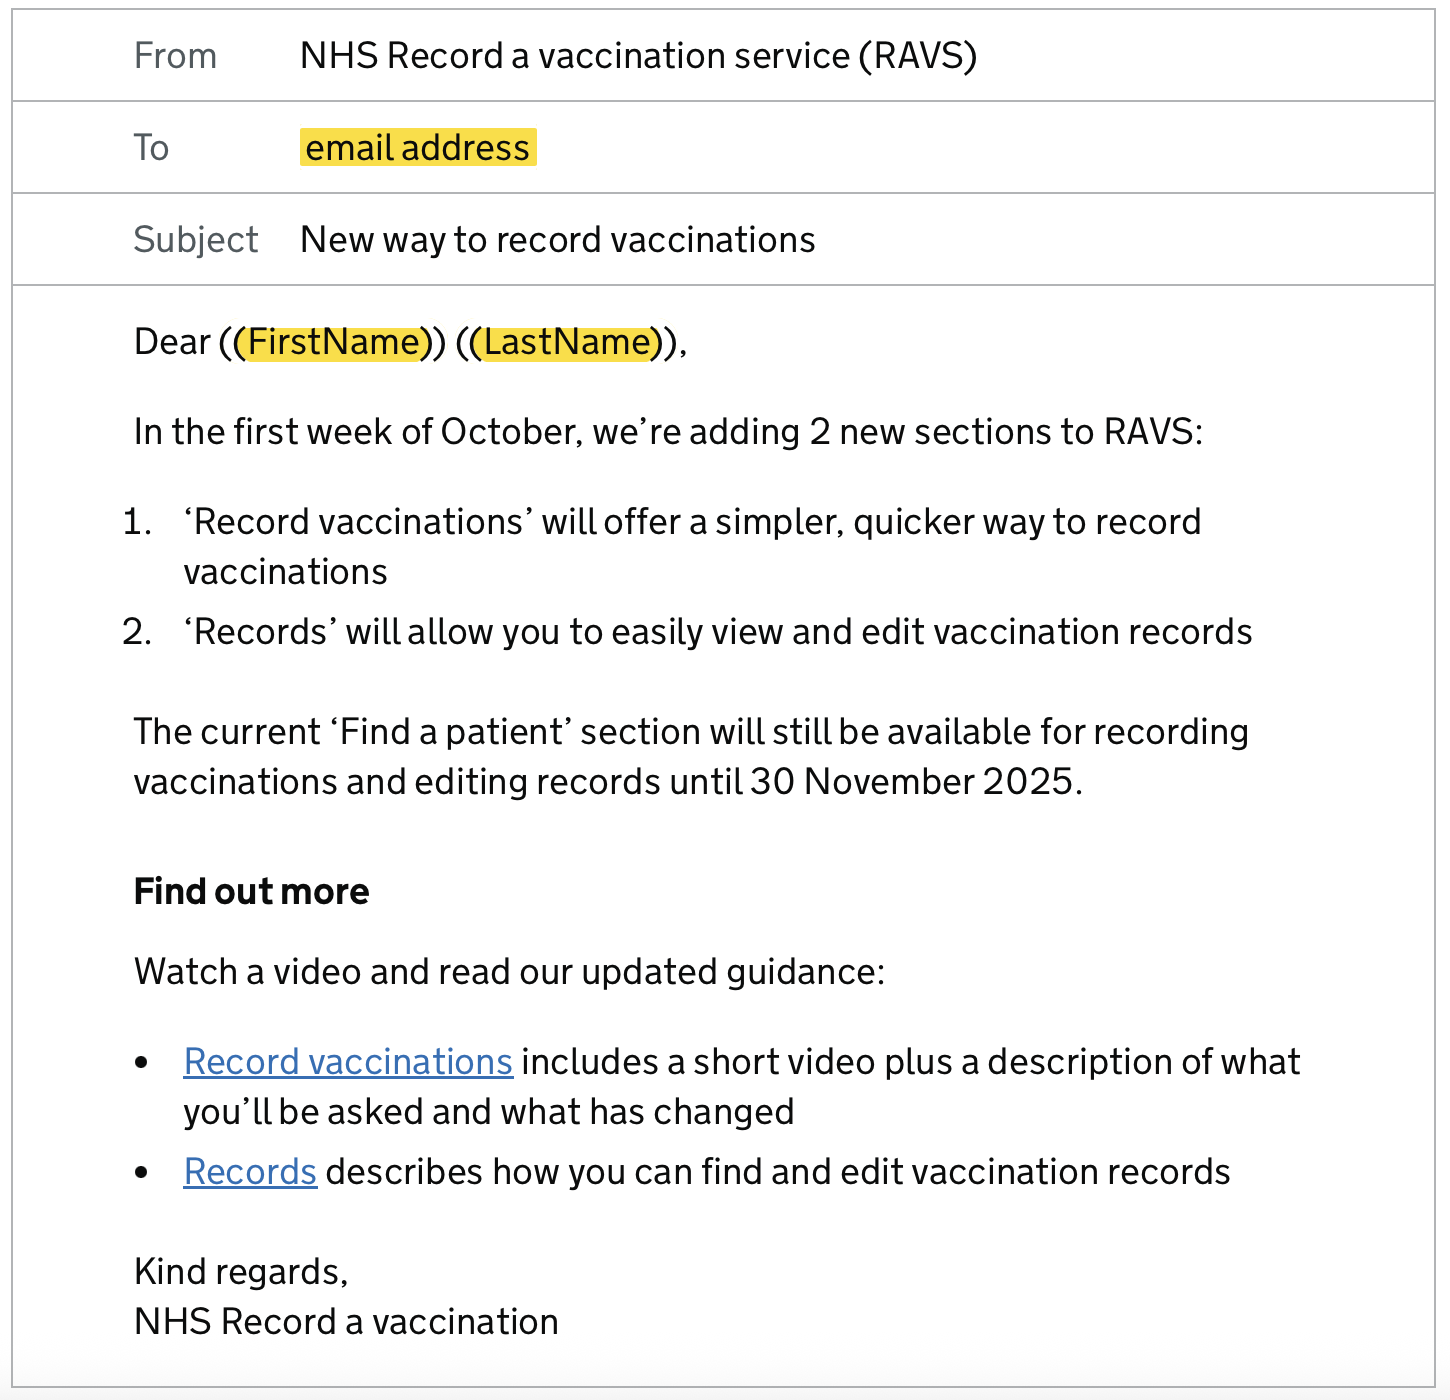 From NHS Record a vaccination service (RAVS)
To email address
Subject New way to record vaccinations
Dear ((FirstName)) ((LastName)),
In the first week of October, we’re adding 2 new sections to RAVS:
1. ‘Record vaccinations’ will offer a simpler, quicker way to record
vaccinations
2. ‘Records’ will allow you to easily view and edit vaccination records
The current ‘Find a patient’ section will still be available for recording
vaccinations and editing records until 30 November 2025.
Find out more
Watch a video and read our updated guidance:
• Record vaccinations includes a short video plus a description of what
you’ll be asked and what has changed
• Records describes how you can find and edit vaccination records
Kind regards,
NHS Record a vaccination